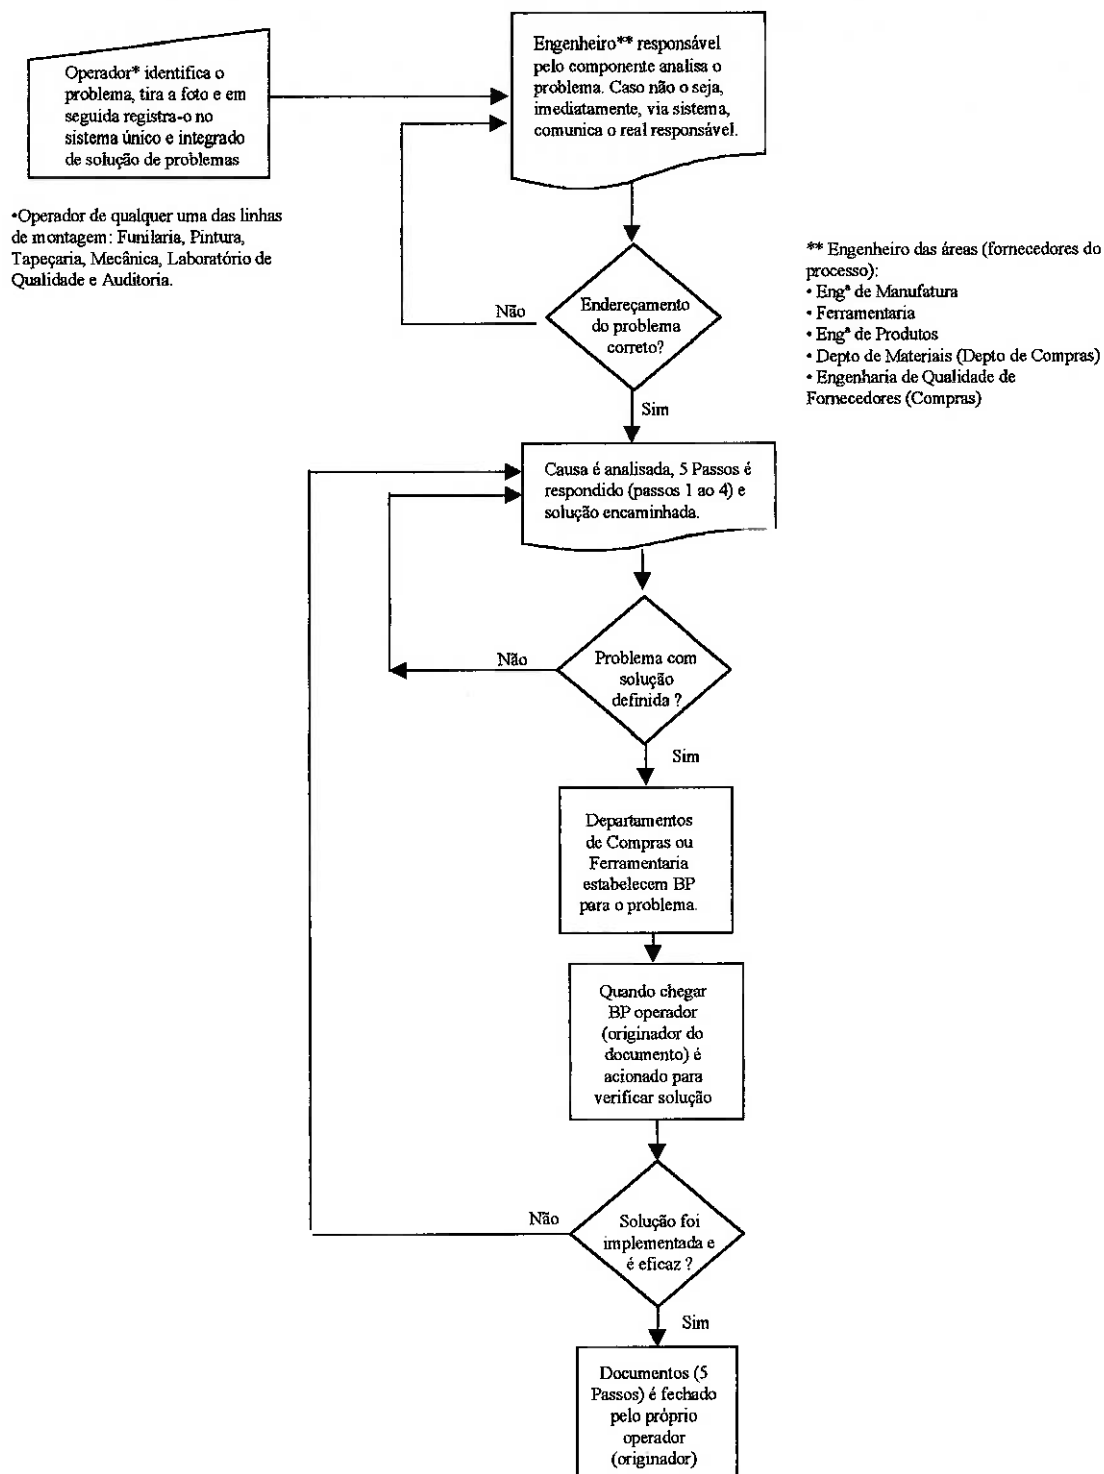 Operador* identifica o
problema, tira a foto e em
seguida registra-o no
sistema único e integrado
de solução de problemas
Engenheiro** responsável
pelo componente analisa o
problema. Caso não o seja,
imediatamente, via sistema,
comunica o real responsável.
•Operador de qualquer uma das linhas
de montagem: Funilaria, Pintura,
Tapeçaria, Mecânica, Laboratório de
Qualidade e Auditoria.
** Engenheiro das áreas (fornecedores do
processo):
• Engª de Manufatura
• Ferramentaria
• Engª de Produtos
• Depto de Materiais (Depto de Compras)
• Engenharia de Qualidade de
Fornecedores (Compras)
Não
Endereçamento
do problema
correto?
Sim
Causa é analisada, 5 Passos é
respondido (passos 1 ao 4) e
solução encaminhada.
Não
Problema com
solução
definida ?
Sim
Departamentos
de Compras ou
Ferramentaria
estabelecem BP
para o problema.
Quando chegar
BP operador
(originador do
documento) é
acionado para
verificar solução
Não
Solução foi
implementada e
é eficaz ?
Sim
Documentos (5
Passos) é fechado
pelo próprio
operador
(originador)